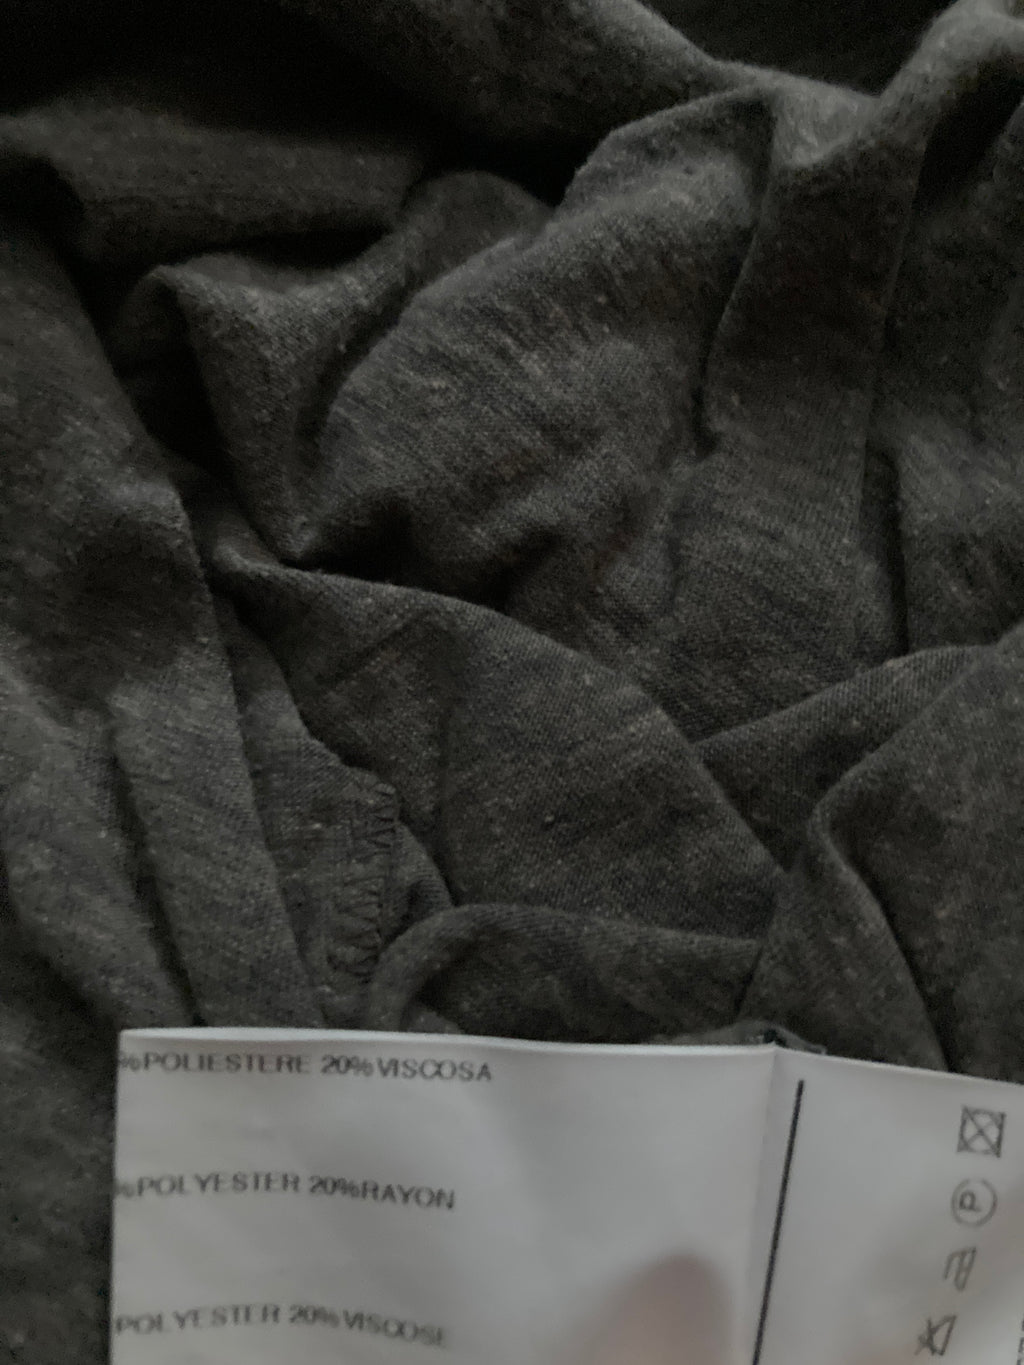 %POLIESTERE 20%VISCOSA
%POLYESTER 20%RAYON
POLYESTER 20%VISCOSE
P